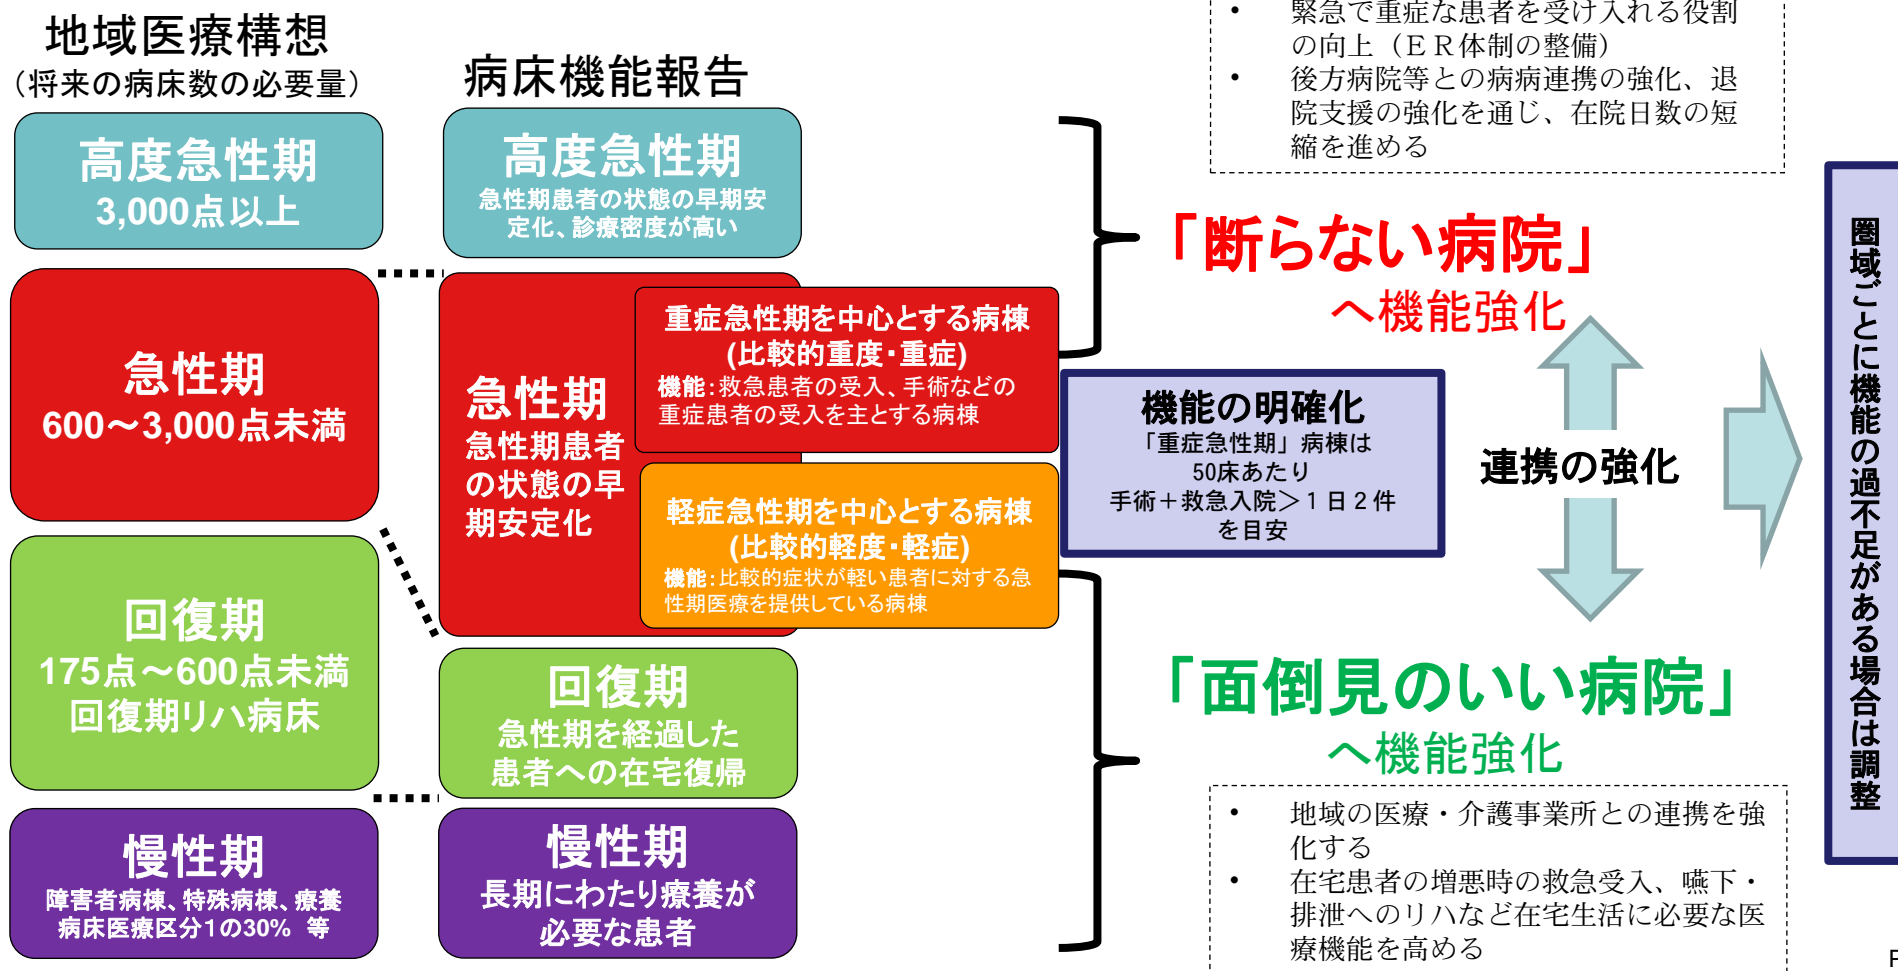 地域医療構想
（将来の病床数の必要量）
高度急性期
3,000点以上
急性期
600～3,000点未満
回復期
175点～600点未満
回復期リハ病床
慢性期
障害者病棟、特殊病棟、療養
病床医療区分1の30%　等
病床機能報告
高度急性期
急性期患者の状態の早期安
定化、診療密度が高い
急性期
急性期患者
の状態の早
期安定化
重症急性期を中心とする病棟
(比較的重度・重症)
機能：救急患者の受入、手術などの
重症患者の受入を主とする病棟
軽症急性期を中心とする病棟
(比較的軽度・軽症)
機能：比較的症状が軽い患者に対する急
性期医療を提供している病棟
回復期
急性期を経過した
患者への在宅復帰
慢性期
長期にわたり療養が
必要な患者
• 緊急で重症な患者を受け入れる役割
の向上（ＥＲ体制の整備）
• 後方病院等との病病連携の強化、退
院支援の強化を通じ、在院日数の短
縮を進める
「断らない病院」
へ機能強化
機能の明確化
「重症急性期」病棟は
50床あたり
手術＋救急入院＞１日２件
を目安
連携の強化
「面倒見のいい病院」
へ機能強化
• 地域の医療・介護事業所との連携を強
化する
• 在宅患者の増悪時の救急受入、嚥下・
排泄へのリハなど在宅生活に必要な医
療機能を高める
圏域ごとに機能の過不足がある場合は調整